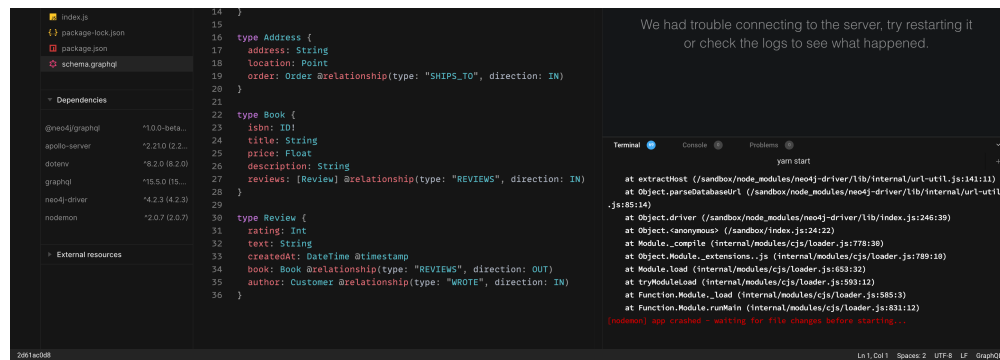 index.js
package-lock.json
package.json
schema.graphql
Dependencies
@neo4j/graphql ^1.0.0-beta...
apollo-server ^2.21.0 (2.2...
dotenv ^8.2.0 (8.2.0)
graphql ^15.5.0 (15....
neo4j-driver ^4.2.3 (4.2.3)
nodemon ^2.0.7 (2.0.7)
External resources
14 }
15
16 type Address {
17 address: String
18 location: Point
19 order: Order @relationship(type: "SHIPS_TO", direction: IN)
20 }
21
22 type Book {
23 isbn: ID!
24 title: String
25 price: Float
26 description: String
27 reviews: [Review] @relationship(type: "REVIEWS", direction: IN)
28 }
29
30 type Review {
31 rating: Int
32 text: String
33 createdAt: DateTime @timestamp
34 book: Book @relationship(type: "REVIEWS", direction: OUT)
35 author: Customer @relationship(type: "WROTE", direction: IN)
36 }
We had trouble connecting to the server, try restarting it
or check the logs to see what happened.
Terminal Console Problems
yarn start
at extractHost (/sandbox/node_modules/neo4j-driver/lib/internal/url-util.js:141:11)
at Object.parseDatabaseUrl (/sandbox/node_modules/neo4j-driver/lib/internal/url-util
.js:85:14)
at Object.driver (/sandbox/node_modules/neo4j-driver/lib/index.js:246:39)
at Object.<anonymous> (/sandbox/index.js:24:22)
at Module._compile (internal/modules/cjs/loader.js:778:30)
at Object.Module._extensions..js (internal/modules/cjs/loader.js:789:10)
at Module.load (internal/modules/cjs/loader.js:653:32)
at tryModuleLoad (internal/modules/cjs/loader.js:593:12)
at Function.Module._load (internal/modules/cjs/loader.js:585:3)
at Function.Module.runMain (internal/modules/cjs/loader.js:831:12)
[nodemon] app crashed - waiting for file changes before starting...
2d61ac0d8 Ln 1, Col 1 Spaces: 2 UTF-8 LF GraphQL